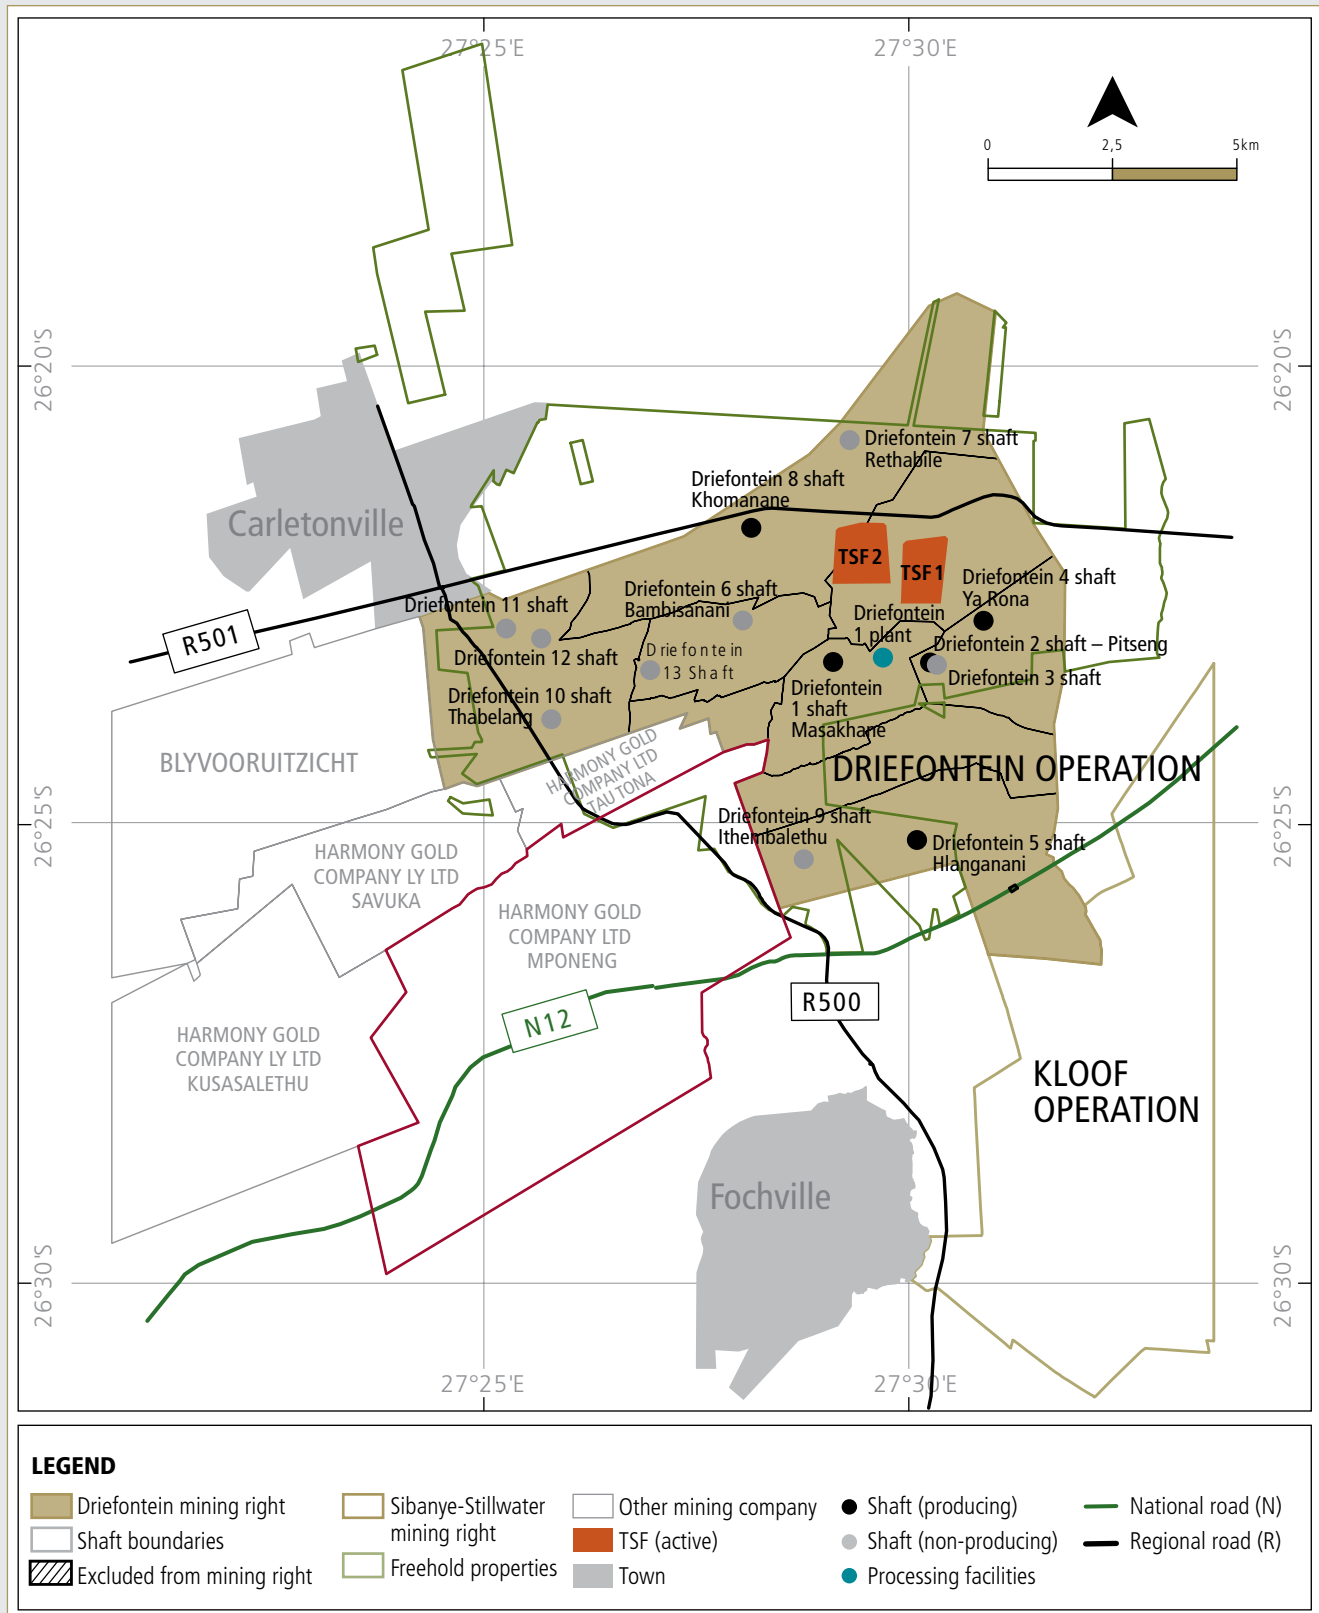 27°25'E
27°30'E
0
2,5
5km
26°20'S
26°20'S
Driefontein 7 shaft
Rethabile
Driefontein 8 shaft
Khomanane
Carletonville
TSF2
TSF1
Driefontein 4 shaft
Ya Rona
Driefontein 6 shaft
Bambisanani
Driefontein 11 shaft
Driefontein
1 plant
R501
Driefontein 12 shaft
Driefontein
13 Shaft
Driefontein 2 shaft – Pitseng
Driefontein 3 shaft
Driefontein 10 shaft
Thabelang
Driefontein
1 shaft
Masakhane
BLYVOORUITZICHT
HARMONY GOLD
COMPANY LTD
TAUTONA
DRIEFONTEIN OPERATION
26°25'S
26°25'S
Driefontein 9 shaft
Ithembalethu
Driefontein 5 shaft
Hlanganani
HARMONY GOLD
COMPANY LY LTD
SAVUKA
HARMONY GOLD
COMPANY LTD
MPONENG
R500
N12
HARMONY GOLD
COMPANY LY LTD
KUSASALETHU
KLOOF
OPERATION
Fochville
26°30'S
26°30'S
27°25'E
27°30'E
LEGEND
Driefontein mining right
Shaft boundaries
Excluded from mining right
Sibanye-Stillwater
mining right
Freehold properties
Other mining company
TSF (active)
Town
Shaft (producing)
Shaft (non-producing)
Processing facilities
National road (N)
Regional road (R)